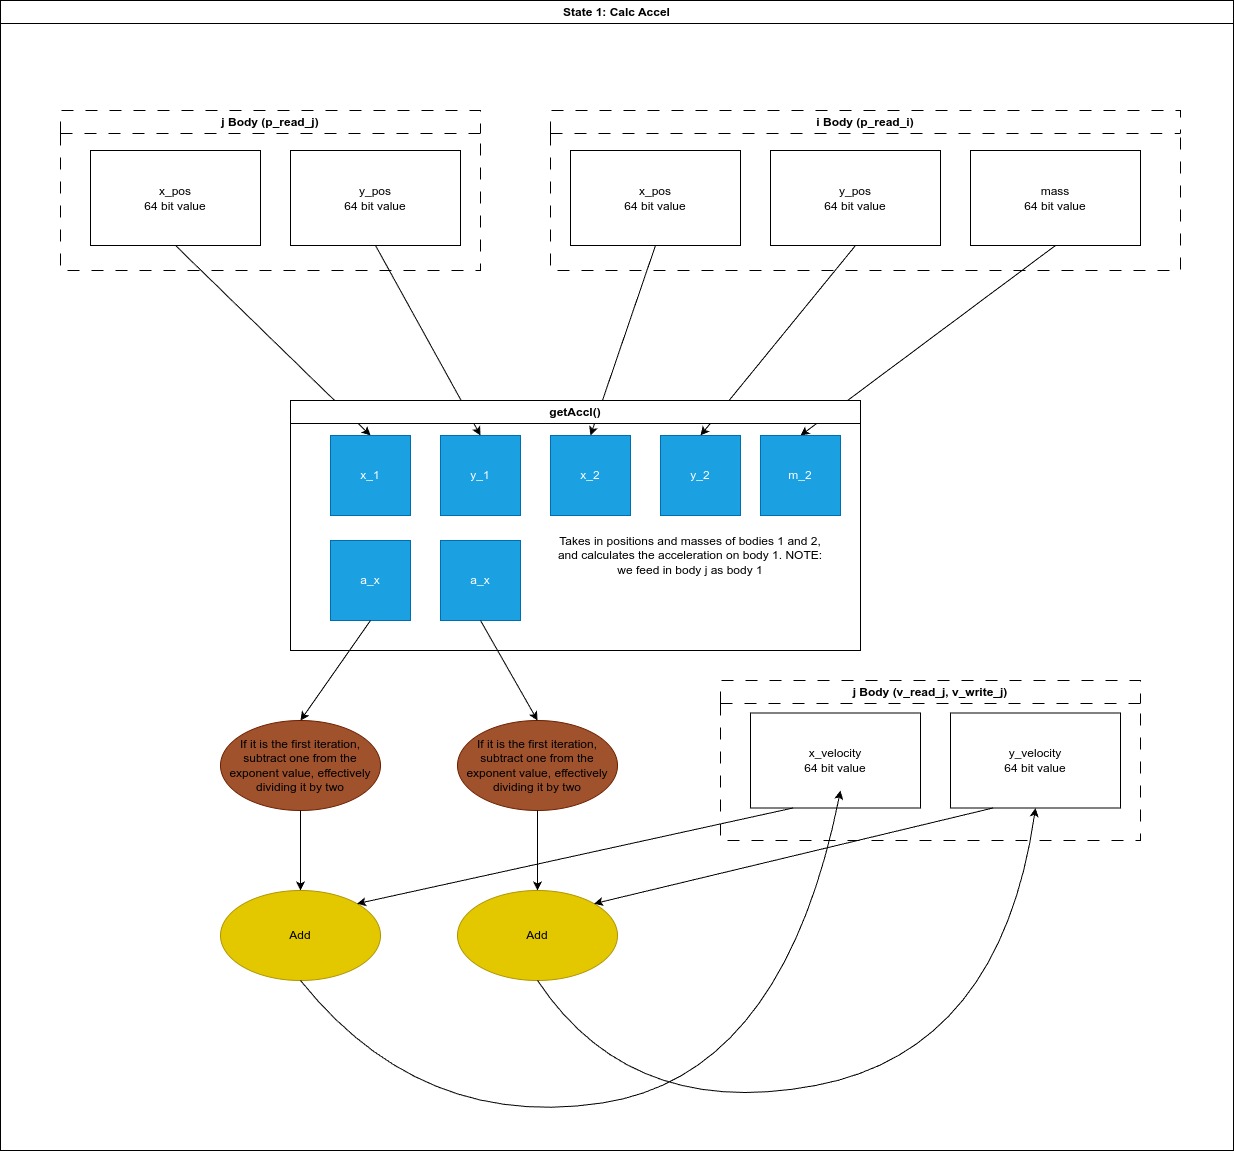 State 1: Calc Accel
j Body (p_read_j)
i Body (p_read_i)
x_pos
64 bit value
y_pos
64 bit value
x_pos
64 bit value
y_pos
64 bit value
mass
64 bit value
getAccl()
x_1
y_1
x_2
y_2
m_2
a_x
a_x
Takes in positions and masses of bodies 1 and 2,
and calculates the acceleration on body 1. NOTE:
we feed in body j as body 1
j Body (v_read_j, v_write_j)
x_velocity
64 bit value
y_velocity
64 bit value
If it is the first iteration,
subtract one from the
exponent value, effectively
dividing it by two
If it is the first iteration,
subtract one from the
exponent value, effectively
dividing it by two
Add
Add